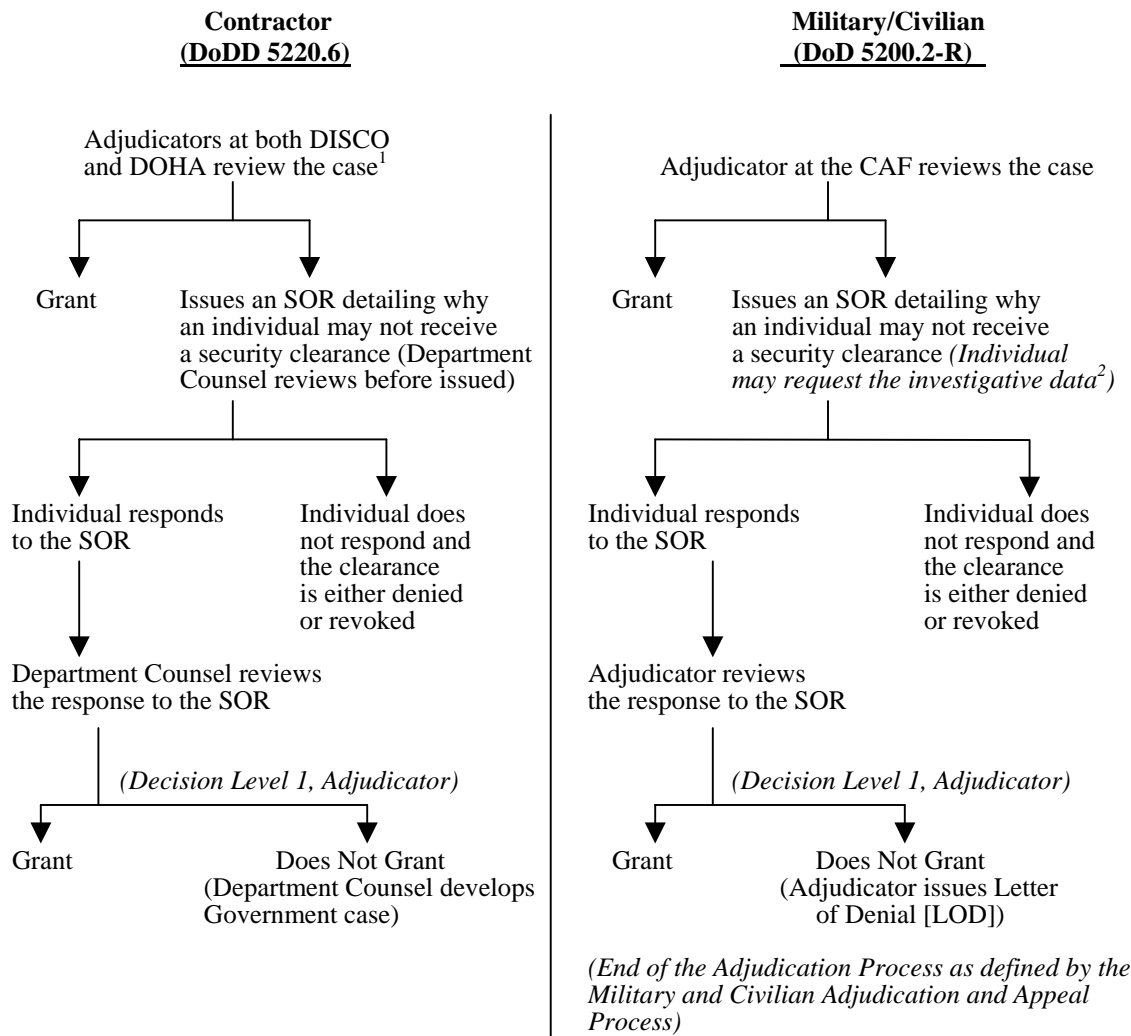 Contractor
(DoDD 5220.6)
Adjudicators at both DISCO
and DOHA review the case1
Grant
Issues an SOR detailing why
an individual may not receive
a security clearance (Department
Counsel reviews before issued)
Individual responds
to the SOR
Individual does
not respond and
the clearance
is either denied
or revoked
Department Counsel reviews
the response to the SOR
(Decision Level 1, Adjudicator)
Grant
Does Not Grant
(Department Counsel develops
Government case)
Military/Civilian
(DoD 5200.2-R)
Adjudicator at the CAF reviews the case
Grant
Issues an SOR detailing why
an individual may not receive
a security clearance (Individual
may request the investigative data2)
Individual responds
to the SOR
Individual does
not respond and
the clearance
is either denied
or revoked
Adjudicator reviews
the response to the SOR
(Decision Level 1, Adjudicator)
Grant
Does Not Grant
(Adjudicator issues Letter
of Denial [LOD])
(End of the Adjudication Process as defined by the
Military and Civilian Adjudication and Appeal
Process)